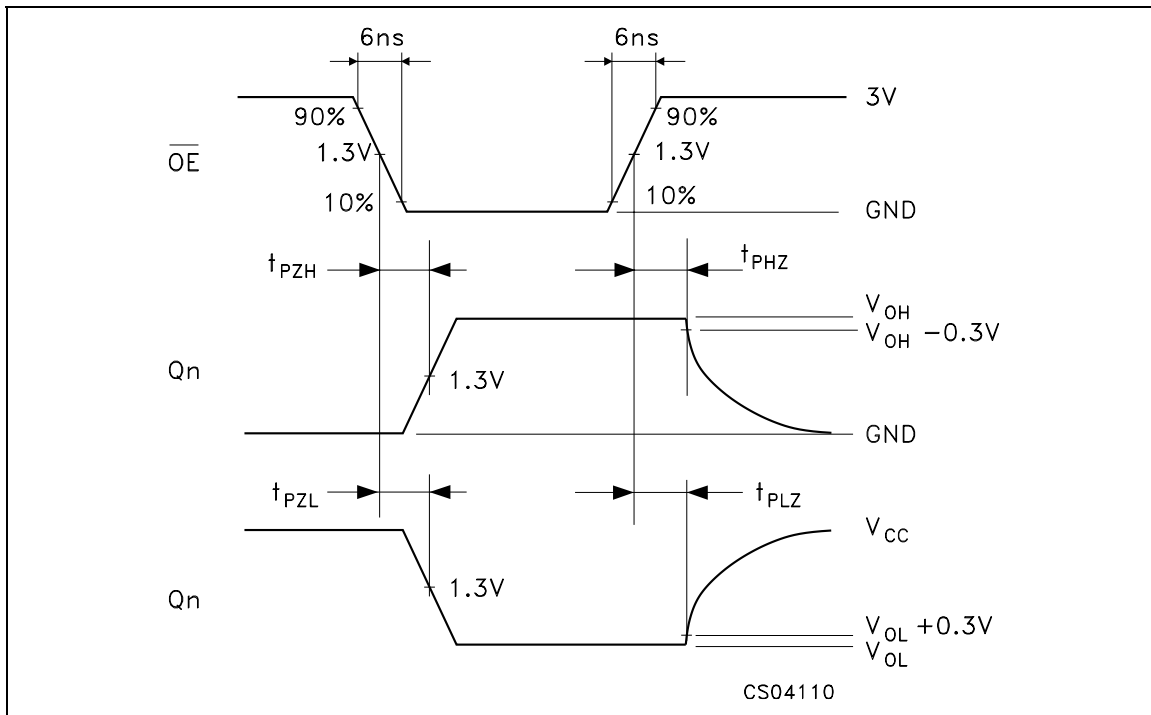 6ns 6ns
3V
90% 90%
1.3V 1.3V
OE
10% 10%
GND
tPZH tPHZ
VOH
VOH -0.3V
Qn 1.3V
GND
tPZL tPLZ
VCC
1.3V
Qn
VOL +0.3V
VOL
CS04110